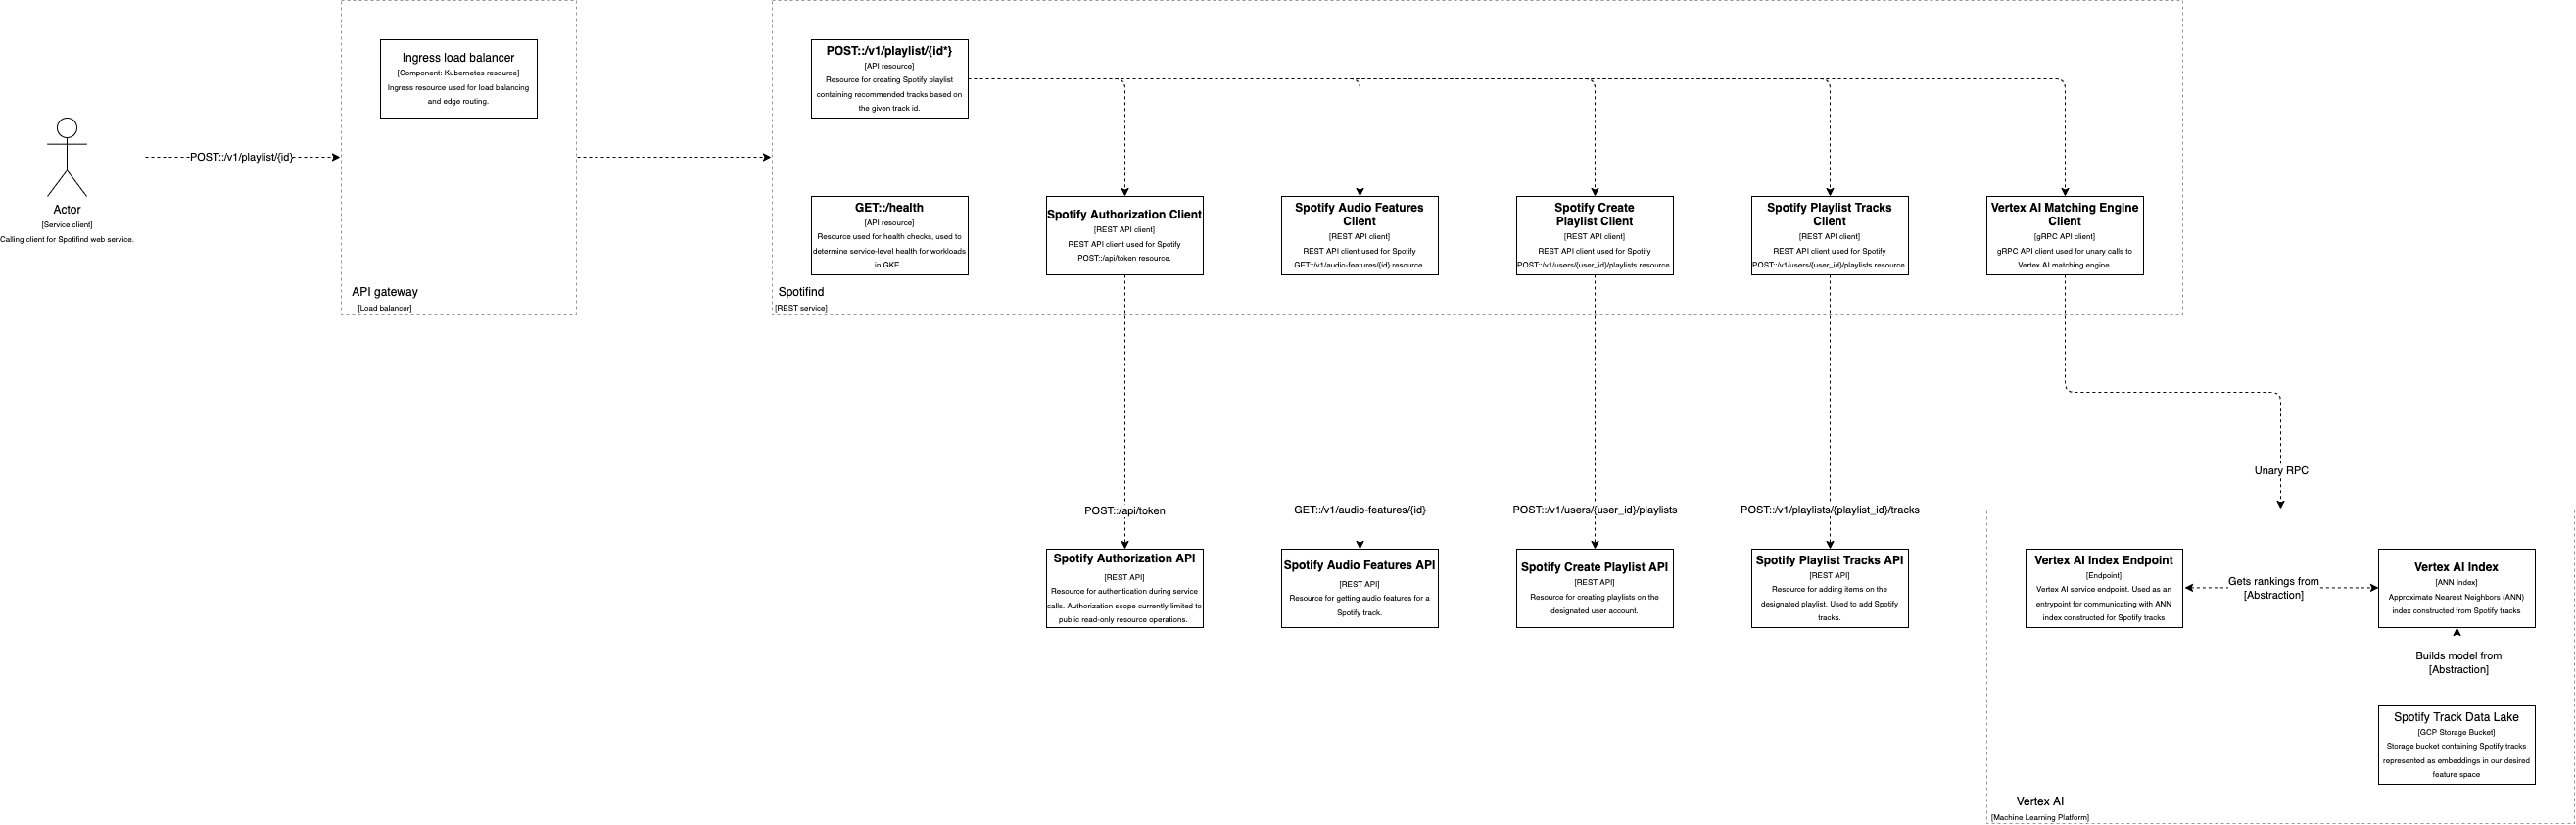 Actor
[Service client]
Calling client for Spotifind web service.
POST::/v1/playlist/{id}
Ingress load balancer
[Component: Kubernetes resource]
Ingress resource used for load balancing
and edge routing.
API gateway
[Load balancer]
POST::/v1/playlist/{id*}
[API resource]
Resource for creating Spotify playlist
containing recommended tracks based on
the given track id.
GET::/health
[API resource]
Resource used for health checks, used to
determine service-level health for workloads
in GKE.
Spotifind
[REST service]
Spotify Authorization Client
[REST API client]
REST API client used for Spotify
POST::/api/token resource.
Spotify Audio Features
Client
[REST API client]
REST API client used for Spotify
GET::/v1/audio-features/{id} resource.
Spotify Create
Playlist Client
[REST API client]
REST API client used for Spotify
POST::/v1/users/{user_id}/playlists resource.
Spotify Playlist Tracks
Client
[REST API client]
REST API client used for Spotify
POST::/v1/users/{user_id}/playlists resource.
Vertex AI Matching Engine
Client
[gRPC API client]
gRPC API client used for unary calls to
Vertex AI matching engine.
POST::/api/token
GET::/v1/audio-features/{id}
POST::/v1/users/{user_id}/playlists
POST::/v1/playlists/{playlist_id}/tracks
Unary RPC
Spotify Authorization API
[REST API]
Resource for authentication during service
calls. Authorization scope currently limited to
public read-only resource operations.
Spotify Audio Features API
[REST API]
Resource for getting audio features for a
Spotify track.
Spotify Create Playlist API
[REST API]
Resource for creating playlists on the
designated user account.
Spotify Playlist Tracks API
[REST API]
Resource for adding items on the
designated playlist. Used to add Spotify
tracks.
Vertex AI Index Endpoint
[Endpoint]
Vertex AI service endpoint. Used as an
entrypoint for communicating with ANN
index constructed for Spotify tracks
Gets rankings from
[Abstraction]
Vertex AI Index
[ANN Index]
Approximate Nearest Neighbors (ANN)
index constructed from Spotify tracks
Builds model from
[Abstraction]
Spotify Track Data Lake
[GCP Storage Bucket]
Storage bucket containing Spotify tracks
represented as embeddings in our desired
feature space
Vertex AI
[Machine Learning Platform]